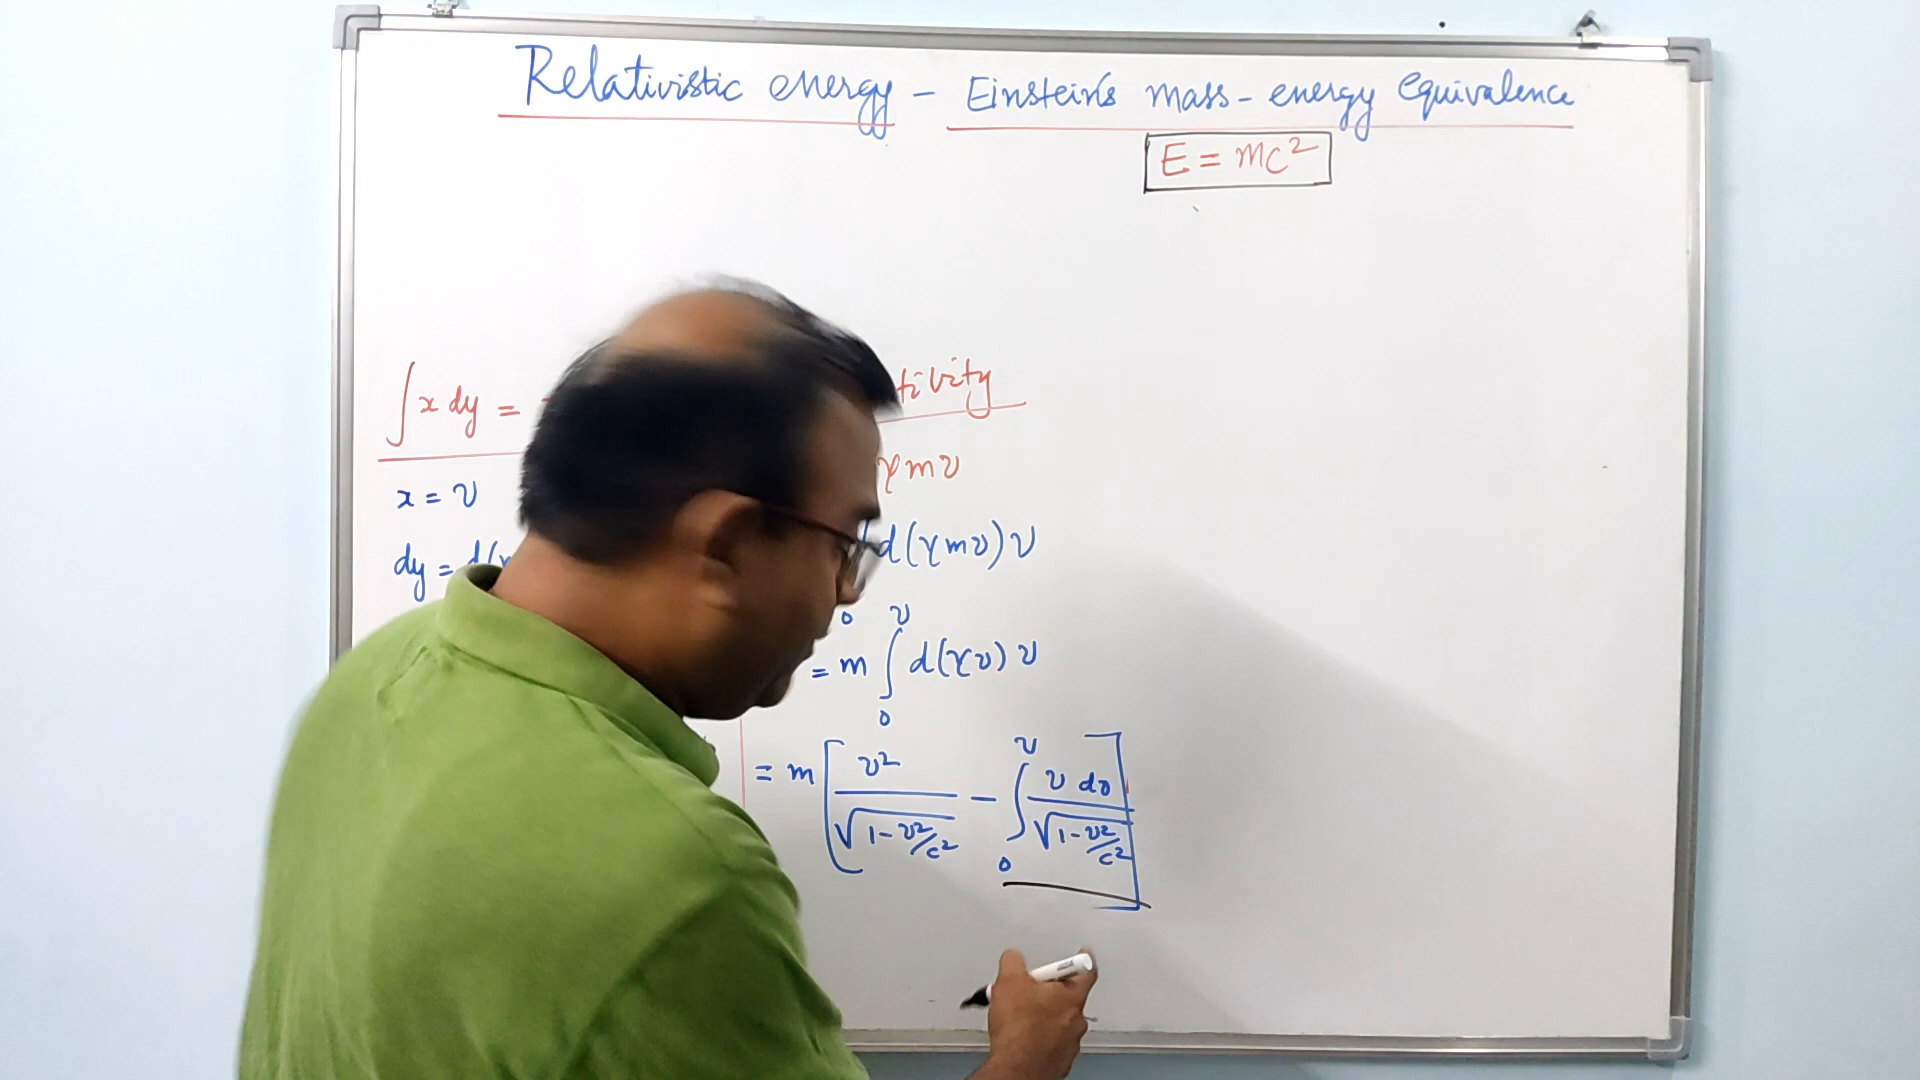 Relativistic energy - Einstein's mass-energy equivalence
E = mc²
∫ x dy =
tivity
x = v
γmv
dy = d(
d(γmv) v
0
= m ∫₀ᵛ d(γv) v
= m [ v² / √(1 - v²/c²) - ∫₀ᵛ v dv / √(1 - v²/c²) ]